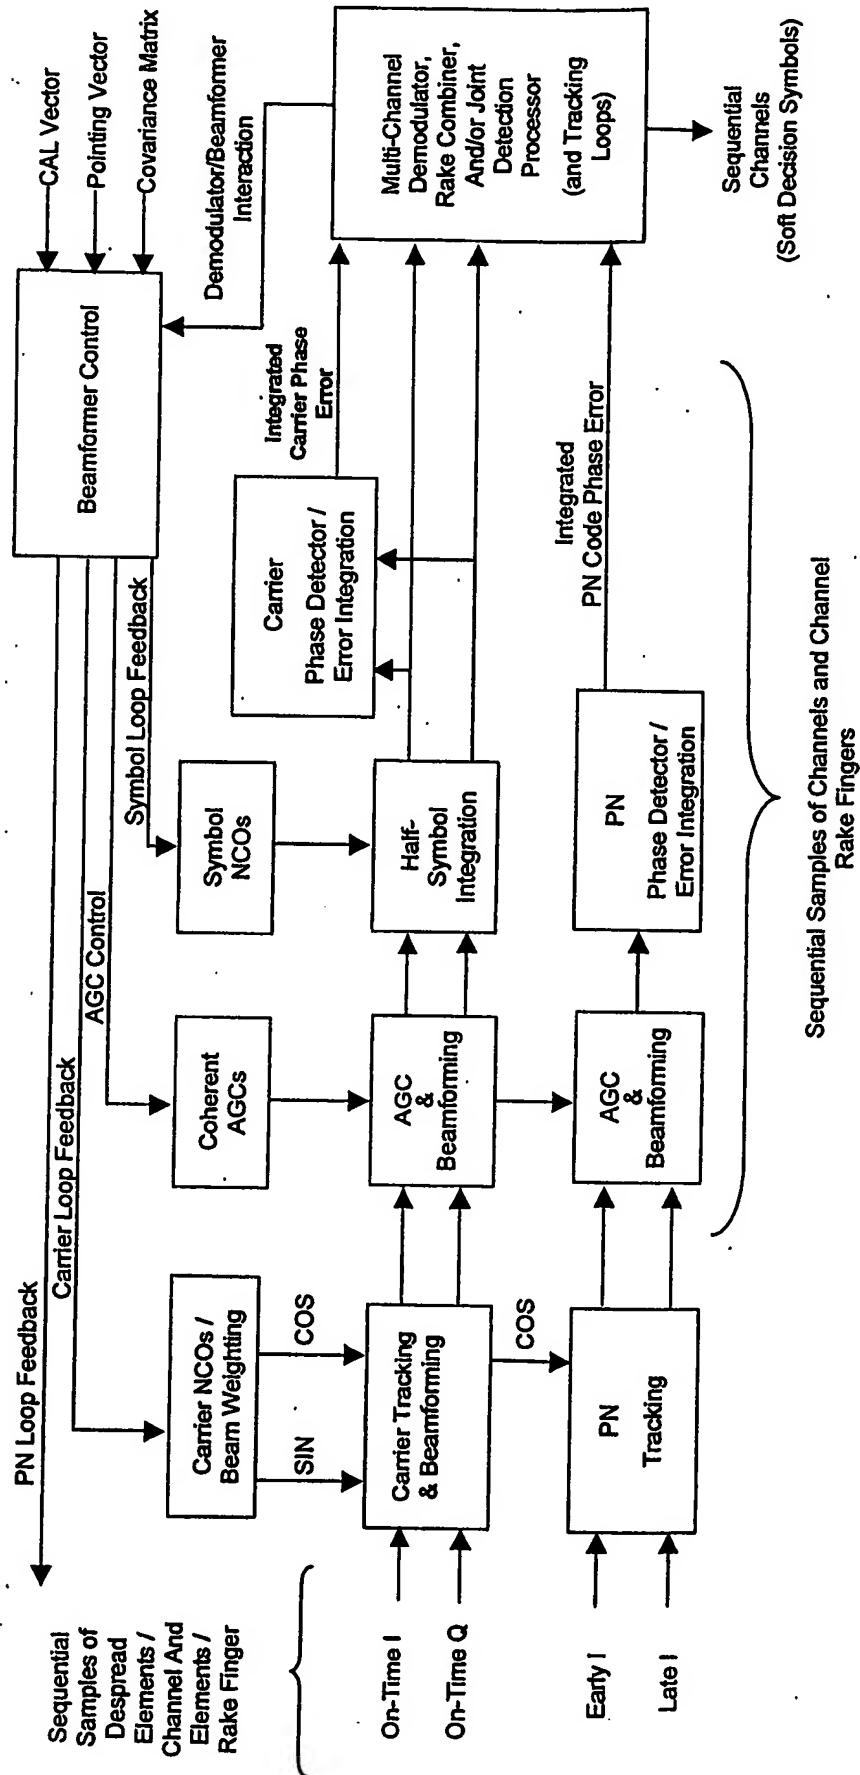 CAL Vector
Pointing Vector
Covariance Matrix
Beamformer Control
Demodulator/Beamformer
Interaction
Multi-Channel
Demodulator,
Rake Combiner,
And/or Joint
Detection
Processor
(and Tracking
Loops)
Sequential
Channels
(Soft Decision Symbols)
PN Loop Feedback
Carrier Loop Feedback
AGC Control
Symbol Loop Feedback
Carrier NCOs /
Beam Weighting
Coherent
AGCs
Symbol
NCOs
Carrier
Phase Detector /
Error Integration
Integrated
Carrier Phase
Error
SIN
COS
Sequential
Samples of
Despread
Elements /
Channel And
Elements /
Rake Finger
On-Time I
On-Time Q
Carrier Tracking
& Beamforming
AGC
&
Beamforming
Half-
Symbol
Integration
COS
Early I
Late I
PN
Tracking
AGC
&
Beamforming
PN
Phase Detector /
Error Integration
Integrated
PN Code Phase Error
Sequential Samples of Channels and Channel
Rake Fingers